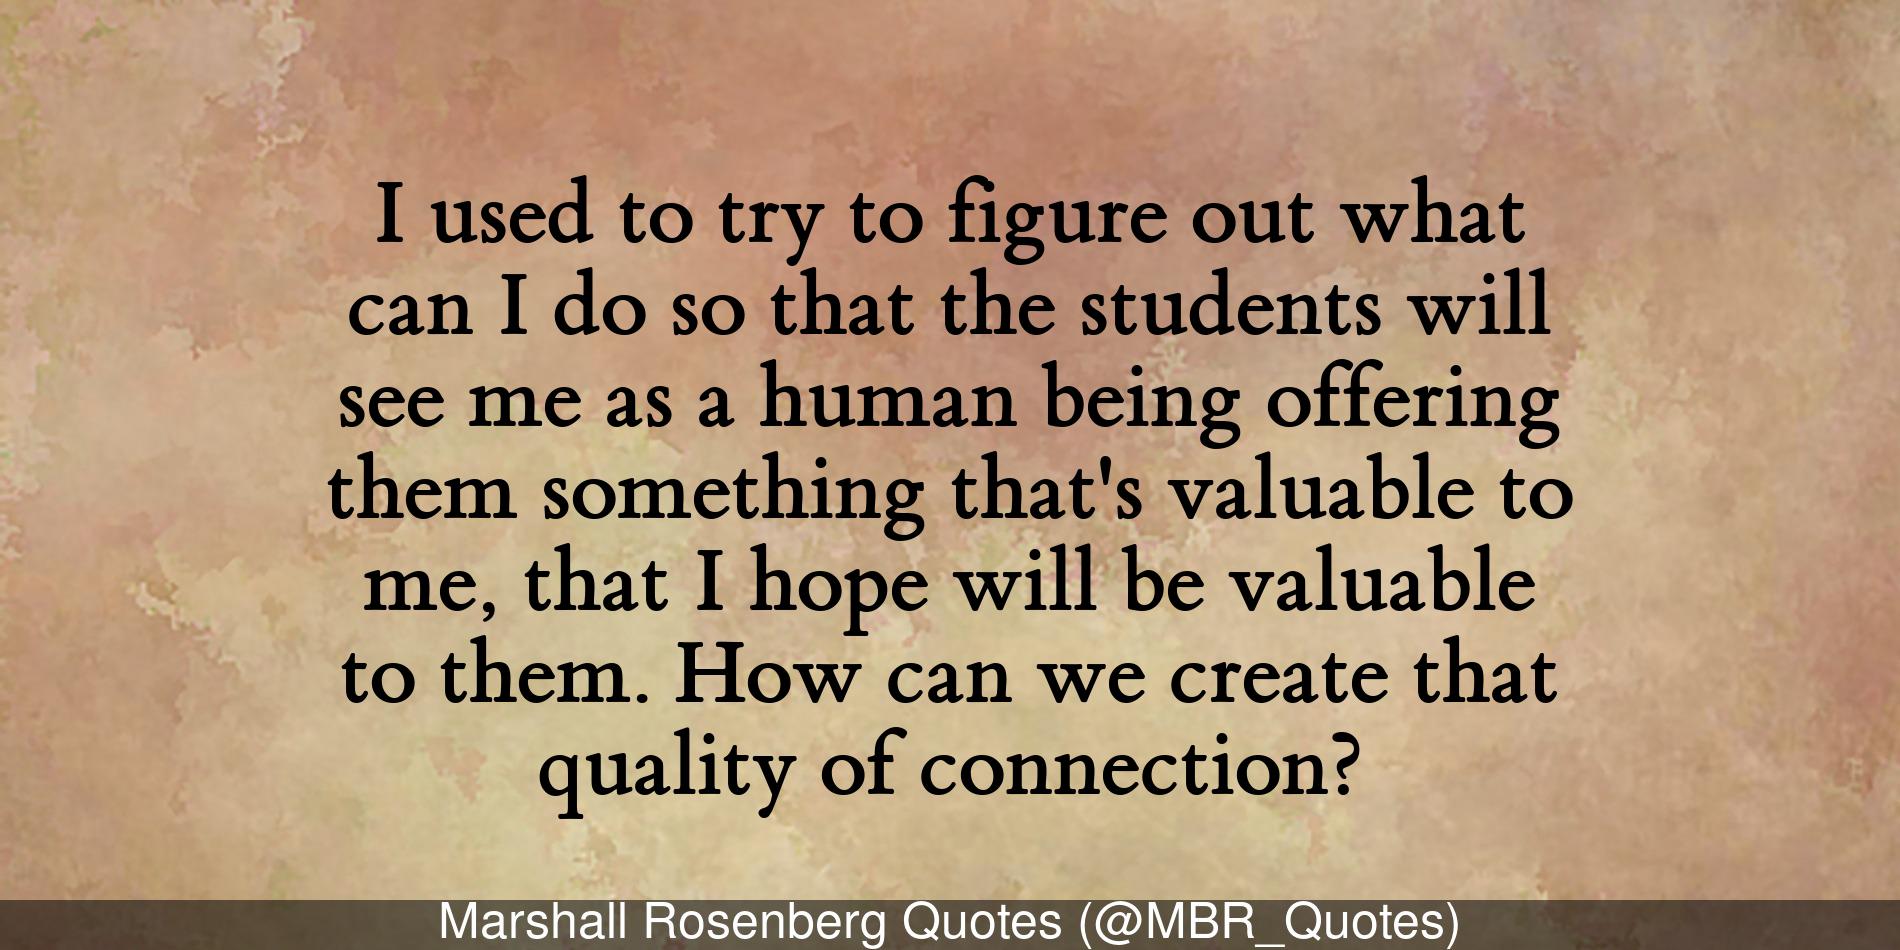 I used to try to figure out what
can I do so that the students will
see me as a human being offering
them something that's valuable to
me, that I hope will be valuable
to them. How can we create that
quality of connection?
Marshall Rosenberg Quotes (@MBR_Quotes)